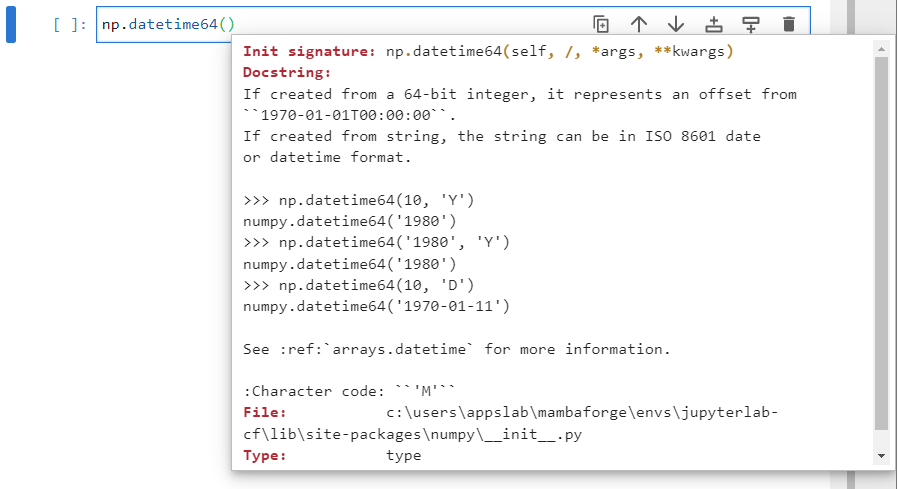 [ ]: np.datetime64()
Init signature: np.datetime64(self, /, *args, **kwargs)
Docstring:
If created from a 64-bit integer, it represents an offset from
``1970-01-01T00:00:00``.
If created from string, the string can be in ISO 8601 date
or datetime format.
>>> np.datetime64(10, 'Y')
numpy.datetime64('1980')
>>> np.datetime64('1980', 'Y')
numpy.datetime64('1980')
>>> np.datetime64(10, 'D')
numpy.datetime64('1970-01-11')
See :ref:`arrays.datetime` for more information.
:Character code: ``'M'``
File: c:\users\appslab\mambaforge\envs\jupyterlab-
cf\lib\site-packages\numpy\__init__.py
Type: type